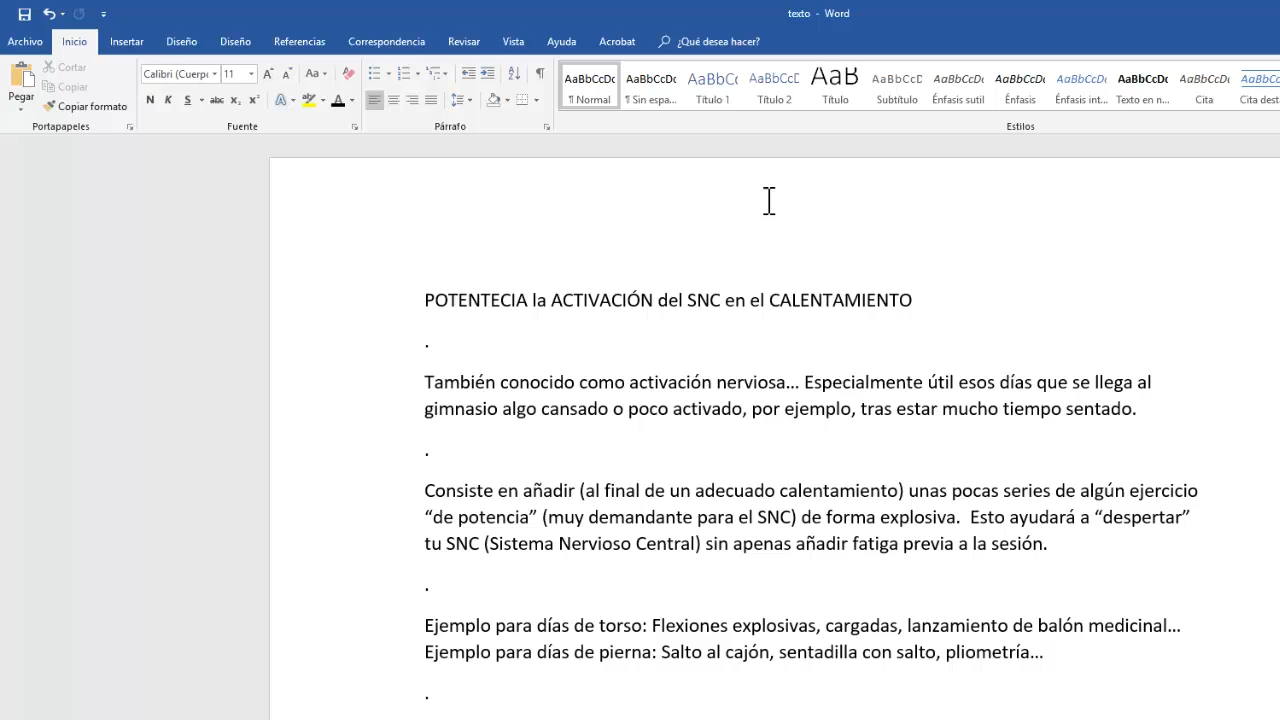 texto - Word
Archivo Inicio Insertar Diseño Diseño Referencias Correspondencia Revisar Vista Ayuda Acrobat ¿Qué desea hacer?
Pegar
Cortar
Copiar
Copiar formato
Portapapeles
Calibri (Cuerp 11
N K S abc x₂ x²
Aa
A
Fuente
Párrafo
AaBbCcDc AaBbCcDc AaBbCc AaBbCcD AaB AaBbCcD AaBbCcDc AaBbCcDc AaBbCcDc AaBbCcDc AaBbCcDc AaBbCc
¶ Normal ¶ Sin espa... Título 1 Título 2 Título Subtítulo Énfasis sutil Énfasis Énfasis int... Texto en n... Cita Cita dest
Estilos
POTENTECIA la ACTIVACIÓN del SNC en el CALENTAMIENTO
.
También conocido como activación nerviosa... Especialmente útil esos días que se llega al
gimnasio algo cansado o poco activado, por ejemplo, tras estar mucho tiempo sentado.
.
Consiste en añadir (al final de un adecuado calentamiento) unas pocas series de algún ejercicio
“de potencia” (muy demandante para el SNC) de forma explosiva.  Esto ayudará a “despertar”
tu SNC (Sistema Nervioso Central) sin apenas añadir fatiga previa a la sesión.
.
Ejemplo para días de torso: Flexiones explosivas, cargadas, lanzamiento de balón medicinal...
Ejemplo para días de pierna: Salto al cajón, sentadilla con salto, pliometría...
.